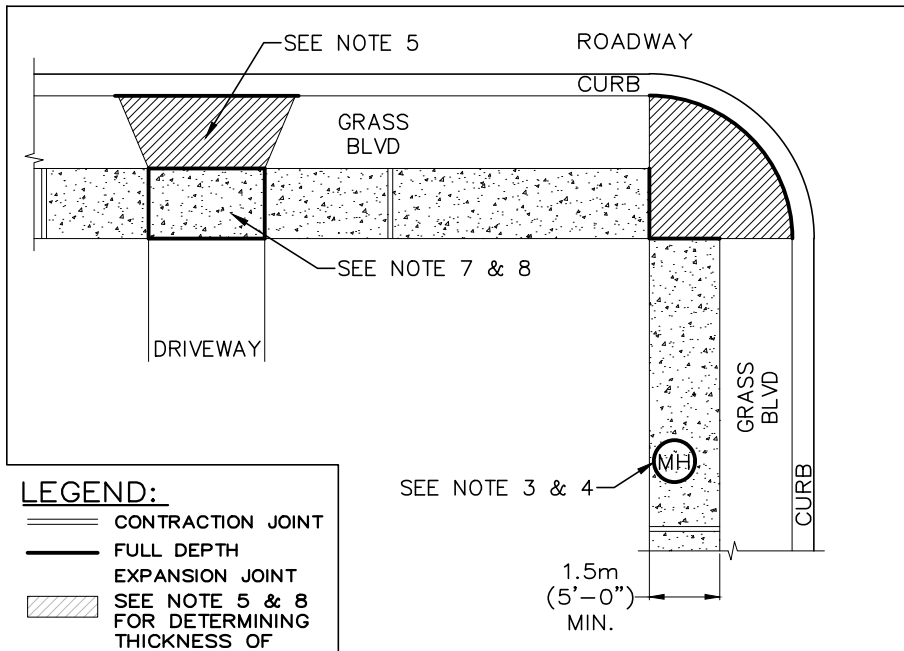 SEE NOTE 5
ROADWAY
CURB
GRASS
BLVD
SEE NOTE 7 & 8
DRIVEWAY
GRASS
BLVD
MH
SEE NOTE 3 & 4
CURB
1.5m
(5'-0")
MIN.
LEGEND:
CONTRACTION JOINT
FULL DEPTH
EXPANSION JOINT
SEE NOTE 5 & 8
FOR DETERMINING
THICKNESS OF